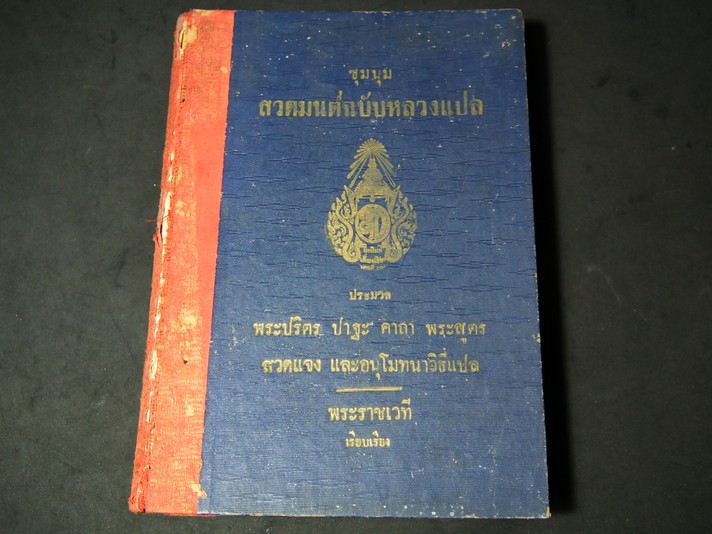 ชุมนุม
สวดมนต์ฉบับหลวงแปล
ประมวล
พระปริตร ปาฐะ คาถา พระสูตร
สวดแจง และอนุโมทนาวิธีแปล
พระราชเวที
เรียบเรียง